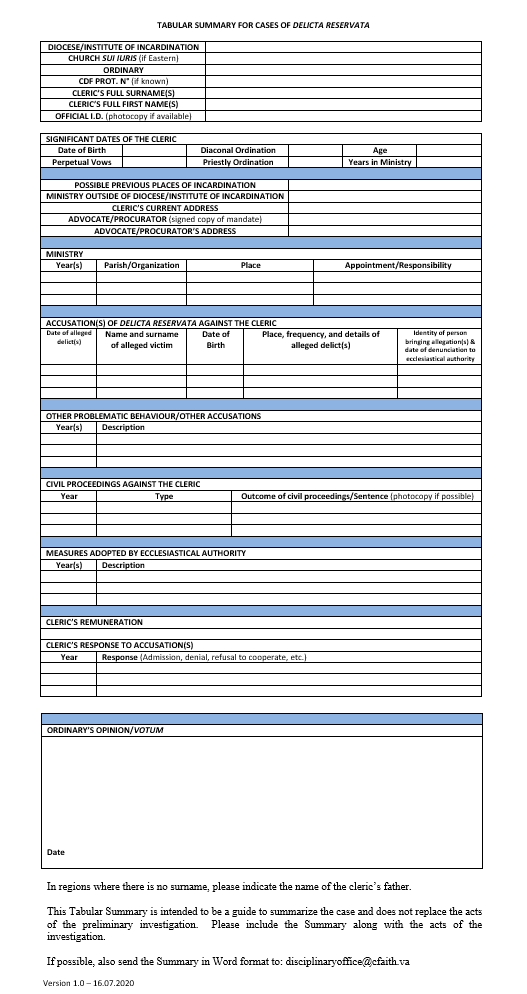 TABULAR SUMMARY FOR CASES OF DELICTA RESERVATA
DIOCESE/INSTITUTE OF INCARDINATION
CHURCH SUI IURIS (if Eastern)
ORDINARY
CDF PROT. N° (if known)
CLERIC'S FULL SURNAME(S)
CLERIC'S FULL FIRST NAME(S)
OFFICIAL I.D. (photocopy if available)
SIGNIFICANT DATES OF THE CLERIC
Date of Birth Diaconal Ordination Age
Perpetual Vows Priestly Ordination Years in Ministry
POSSIBLE PREVIOUS PLACES OF INCARDINATION
MINISTRY OUTSIDE OF DIOCESE/INSTITUTE OF INCARDINATION
CLERIC'S CURRENT ADDRESS
ADVOCATE/PROCURATOR (signed copy of mandate)
ADVOCATE/PROCURATOR'S ADDRESS
MINISTRY
Year(s) Parish/Organization Place Appointment/Responsibility
ACCUSATION(S) OF DELICTA RESERVATA AGAINST THE CLERIC
Date of alleged
delict(s)
Name and surname
of alleged victim
Date of
Birth
Place, frequency, and details of
alleged delict(s)
Identity of person
bringing allegation(s) &
date of denunciation to
ecclesiastical authority
OTHER PROBLEMATIC BEHAVIOUR/OTHER ACCUSATIONS
Year(s) Description
CIVIL PROCEEDINGS AGAINST THE CLERIC
Year Type Outcome of civil proceedings/Sentence (photocopy if possible)
MEASURES ADOPTED BY ECCLESIASTICAL AUTHORITY
Year(s) Description
CLERIC'S REMUNERATION
CLERIC'S RESPONSE TO ACCUSATION(S)
Year Response (Admission, denial, refusal to cooperate, etc.)
ORDINARY'S OPINION/VOTUM
Date
In regions where there is no surname, please indicate the name of the cleric's father.
This Tabular Summary is intended to be a guide to summarize the case and does not replace the acts
of the preliminary investigation. Please include the Summary along with the acts of the
investigation.
If possible, also send the Summary in Word format to: disciplinaryoffice@cfaith.va
Version 1.0 – 16.07.2020